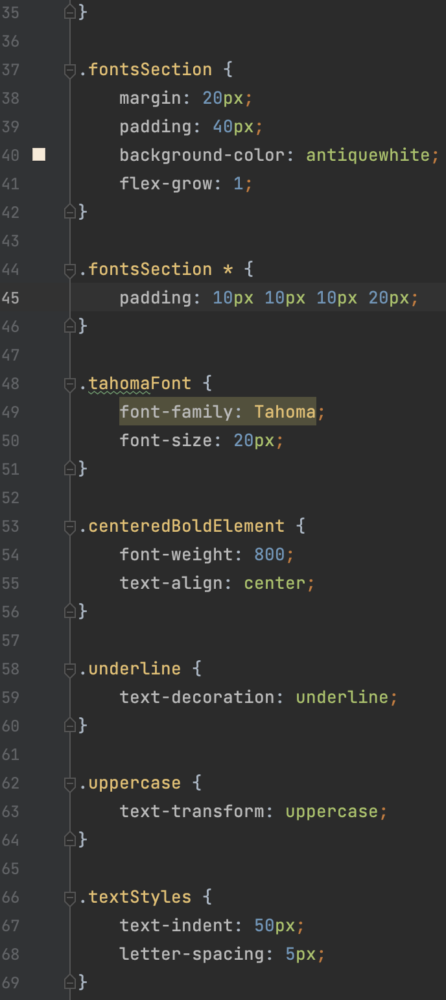 35 }
36
37 .fontsSection {
38     margin: 20px;
39     padding: 40px;
40     background-color: antiquewhite;
41     flex-grow: 1;
42 }
43
44 .fontsSection * {
45     padding: 10px 10px 10px 20px;
46 }
47
48 .tahomaFont {
49     font-family: Tahoma;
50     font-size: 20px;
51 }
52
53 .centeredBoldElement {
54     font-weight: 800;
55     text-align: center;
56 }
57
58 .underline {
59     text-decoration: underline;
60 }
61
62 .uppercase {
63     text-transform: uppercase;
64 }
65
66 .textStyles {
67     text-indent: 50px;
68     letter-spacing: 5px;
69 }